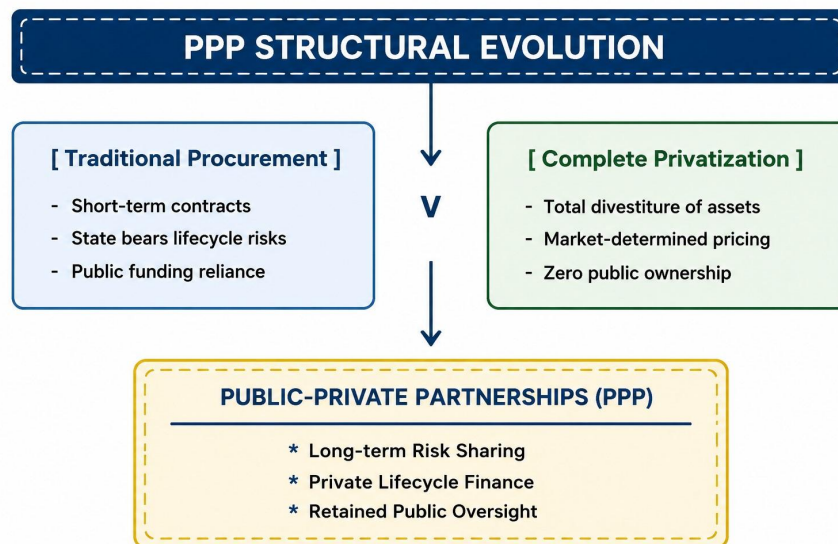 PPP STRUCTURAL EVOLUTION
[ Traditional Procurement ]
- Short-term contracts
- State bears lifecycle risks
- Public funding reliance
V
[ Complete Privatization ]
- Total divestiture of assets
- Market-determined pricing
- Zero public ownership
PUBLIC-PRIVATE PARTNERSHIPS (PPP)
* Long-term Risk Sharing
* Private Lifecycle Finance
* Retained Public Oversight